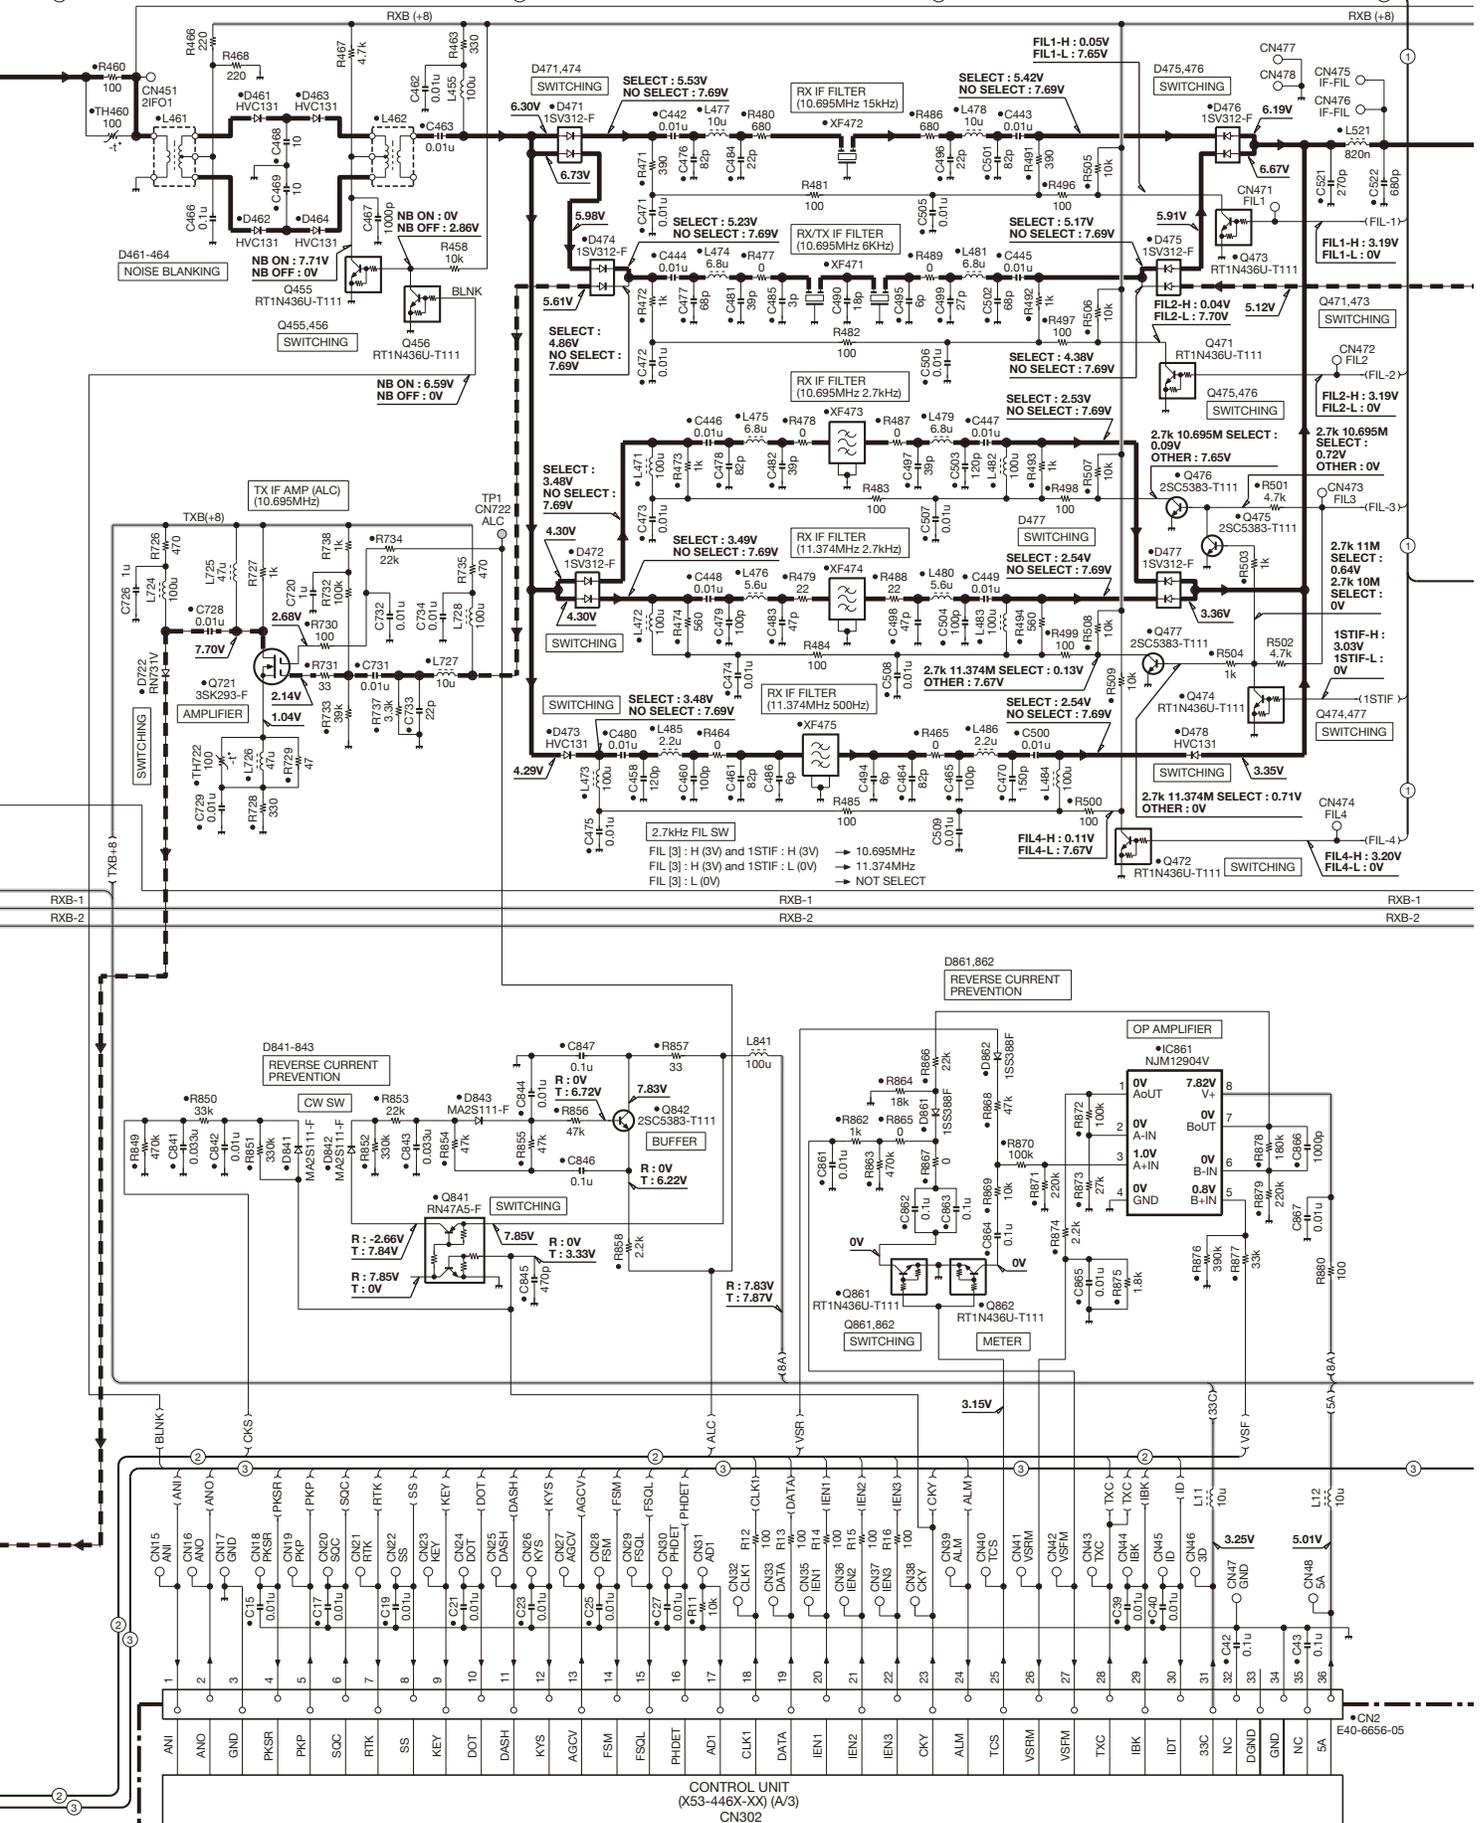 RXB (+8)
RXB (+8)
R466
220
R468
220
R467
4.7k
R463
330
C462
0.01u
L455
100u
R460
100
CN451
2IFO1
TH460
100
-t°
L461
D461
HVC131
D463
HVC131
C468
10
C469
10
D462
HVC131
D464
HVC131
L462
C463
0.01u
C466
0.1u
C467
1000p
D461-464
NOISE BLANKING
NB ON : 0V
NB OFF : 2.86V
R458
10k
NB ON : 7.71V
NB OFF : 0V
Q455
RT1N436U-T111
BLNK
Q455,456
SWITCHING
Q456
RT1N436U-T111
NB ON : 6.59V
NB OFF : 0V
D471,474
SWITCHING
6.30V
D471
1SV312-F
SELECT : 5.53V
NO SELECT : 7.69V
C442
0.01u
L477
10u
R480
680
RX IF FILTER
(10.695MHz 15kHz)
XF472
R486
680
L478
10u
C443
0.01u
SELECT : 5.42V
NO SELECT : 7.69V
FIL1-H : 0.05V
FIL1-L : 7.65V
D475,476
SWITCHING
D476
1SV312-F
6.19V
CN477
CN478
CN475
IF-FIL
CN476
IF-FIL
L521
820n
6.73V
R471
390
C476
82p
C484
22p
C496
22p
C501
82p
R491
390
R505
10k
6.67V
C521
270p
C522
680p
R481
100
R496
100
C471
0.01u
C505
0.01u
CN471
FIL1
(FIL-1)
FIL1-H : 3.19V
FIL1-L : 0V
Q473
RT1N436U-T111
5.98V
D474
1SV312-F
SELECT : 5.23V
NO SELECT : 7.69V
C444
0.01u
L474
6.8u
R477
0
RX/TX IF FILTER
(10.695MHz 6KHz)
XF471
R489
0
L481
6.8u
C445
0.01u
SELECT : 5.17V
NO SELECT : 7.69V
5.91V
D475
1SV312-F
5.61V
R472
1k
C477
68p
C481
39p
C485
3p
C490
18p
C495
6p
C499
27p
C502
68p
R492
1k
R506
10k
FIL2-H : 0.04V
FIL2-L : 7.70V
5.12V
Q471,473
SWITCHING
SELECT :
4.86V
NO SELECT :
7.69V
R482
100
R497
100
C472
0.01u
C506
0.01u
SELECT : 4.38V
NO SELECT : 7.69V
Q471
RT1N436U-T111
CN472
FIL2
(FIL-2)
FIL2-H : 3.19V
FIL2-L : 0V
Q475,476
SWITCHING
RX IF FILTER
(10.695MHz 2.7kHz)
C446
0.01u
L475
6.8u
R478
0
XF473
R487
0
L479
6.8u
C447
0.01u
SELECT : 2.53V
NO SELECT : 7.69V
2.7k 10.695M SELECT :
0.09V
OTHER : 7.65V
2.7k 10.695M
SELECT :
0.72V
OTHER : 0V
SELECT :
3.48V
NO SELECT :
7.69V
L471
100u
R473
1k
C478
82p
C482
39p
C497
39p
C503
120p
L482
100u
R493
1k
R507
10k
Q476
2SC5383-T111
R501
4.7k
CN473
FIL3
(FIL-3)
R483
100
R498
100
C473
0.01u
C507
0.01u
Q475
2SC5383-T111
R503
1k
D477
SWITCHING
4.30V
D472
1SV312-F
SELECT : 3.49V
NO SELECT : 7.69V
C448
0.01u
L476
5.6u
R479
22
RX IF FILTER
(11.374MHz 2.7kHz)
XF474
R488
22
L480
5.6u
C449
0.01u
SELECT : 2.54V
NO SELECT : 7.69V
D477
1SV312-F
3.36V
2.7k 11M
SELECT :
0.64V
2.7k 10M
SELECT :
0V
4.30V
SWITCHING
L472
100u
R474
560
C479
100p
C483
47p
C498
47p
C504
100p
L483
100u
R494
560
R508
10k
R484
100
R499
100
C474
0.01u
C508
0.01u
2.7k 11.374M SELECT : 0.13V
OTHER : 7.67V
R509
10k
Q477
2SC5383-T111
R504
1k
R502
4.7k
1STIF-H :
3.03V
1STIF-L :
0V
(1STIF)
Q474
RT1N436U-T111
Q474,477
SWITCHING
SWITCHING
SELECT : 3.48V
NO SELECT : 7.69V
RX IF FILTER
(11.374MHz 500Hz)
SELECT : 2.54V
NO SELECT : 7.69V
4.29V
D473
HVC131
C480
0.01u
L485
2.2u
R464
0
XF475
R465
0
L486
2.2u
C500
0.01u
D478
HVC131
SWITCHING
3.35V
L473
100u
C458
120p
C460
100p
C461
82p
C486
6p
C494
6p
C464
82p
C465
100p
C470
150p
L484
100u
R485
100
R500
100
C475
0.01u
C509
0.01u
2.7k 11.374M SELECT : 0.71V
OTHER : 0V
CN474
FIL4
(FIL-4)
FIL4-H : 3.20V
FIL4-L : 0V
FIL4-H : 0.11V
FIL4-L : 7.67V
Q472
RT1N436U-T111
SWITCHING
2.7kHz FIL SW
FIL [3] : H (3V) and 1STIF : H (3V) → 10.695MHz
FIL [3] : H (3V) and 1STIF : L (0V) → 11.374MHz
FIL [3] : L (0V) → NOT SELECT
TX IF AMP (ALC)
(10.695MHz)
TXB(+8)
TP1
CN722
ALC
R726
470
L725
47u
R727
1k
R738
1k
R734
22k
R735
470
C726
1u
L724
100u
C728
0.01u
C720
1u
R732
100k
C732
0.01u
C734
0.01u
L728
100u
2.68V
R730
100
7.70V
D722
RN731V
R731
33
C731
0.01u
L727
10u
Q721
3SK293-F
AMPLIFIER
2.14V
1.04V
R733
39k
R737
3.3k
C733
22p
SWITCHING
TH722
100
-t°
L726
47u
R729
47
C729
0.01u
R728
330
(TXB+8)
RXB-1
RXB-1
RXB-1
RXB-2
RXB-2
RXB-2
D841-843
REVERSE CURRENT
PREVENTION
CW SW
R850
33k
R853
22k
D843
MA2S111-F
C844
0.01u
C847
0.1u
R857
33
L841
100u
R : 0V
T : 6.72V
7.83V
R856
47k
Q842
2SC5383-T111
BUFFER
R849
470k
C841
0.033u
C842
0.01u
R851
330k
D841
MA2S111-F
D842
MA2S111-F
R852
330k
C843
0.033u
R854
47k
R855
47k
C846
0.1u
R : 0V
T : 6.22V
Q841
RN47A5-F
SWITCHING
R : -2.66V
T : 7.84V
7.85V
R : 0V
T : 3.33V
R : 7.85V
T : 0V
C845
470p
R858
2.2k
R : 7.83V
T : 7.87V
D861,862
REVERSE CURRENT
PREVENTION
OP AMPLIFIER
IC861
NJM12904V
R866
22k
D862
1SS388F
R864
18k
D861
1SS388F
R868
47k
R862
1k
R865
0
R867
0
R870
100k
C861
0.01u
R863
470k
C862
0.1u
C863
0.1u
R869
10k
C864
0.1u
R871
220k
R872
100k
R873
27k
R874
2.2k
1
0V
AoUT
7.82V
V+
8
2
0V
A-IN
0V
BoUT
7
3
1.0V
A+IN
0V
B-IN
6
4
0V
GND
0.8V
B+IN
5
R878
180k
C866
1000p
R879
220k
C867
0.01u
R876
390k
R877
33k
R880
100
0V
0V
Q861
RT1N436U-T111
Q862
RT1N436U-T111
Q861,862
SWITCHING
METER
C865
0.01u
R875
1.8k
3.15V
(8A)
(8A)
(BLNK)
(CKS)
(ALC)
(VSR)
(33C)
(VSF)
(5A)
1
1
1
2
2
2
3
3
3
3
(ANI)
(ANO)
(PKSR)
(PKP)
(SQC)
(RTK)
(SS)
(KEY)
(DOT)
(DASH)
(KYS)
(AGCV)
(FSM)
(FSQL)
(PHDET)
(CLK1)
(DATA)
(IEN1)
(IEN2)
(IEN3)
(CKY)
(ALM)
(TXC)
(TXC)
(IBK)
(ID)
L11
10u
L12
10u
CN15
ANI
CN16
ANO
CN17
GND
CN18
PKSR
CN19
PKP
CN20
SQC
CN21
RTK
CN22
SS
CN23
KEY
CN24
DOT
CN25
DASH
CN26
KYS
CN27
AGCV
CN28
FSM
CN29
FSQL
CN30
PHDET
CN31
AD1
R12
100
R13
100
R14
100
R15
100
R16
100
CN32
CLK1
CN33
DATA
CN35
IEN1
CN36
IEN2
CN37
IEN3
CN38
CKY
CN39
ALM
CN40
TCS
CN41
VSRM
CN42
VSFM
CN43
TXC
CN44
IBK
CN45
ID
CN46
3D
3.25V
CN47
GND
5.01V
CN48
5A
C15
0.01u
C17
0.01u
C19
0.01u
C21
0.01u
C23
0.01u
C25
0.01u
C27
0.01u
R11
10k
C39
0.01u
C40
0.01u
C42
0.1u
C43
0.1u
2
3
1 2 3 4 5 6 7 8 9 10 11 12 13 14 15 16 17 18 19 20 21 22 23 24 25 26 27 28 29 30 31 32 33 34 35 36
CN2
E40-6656-05
ANI ANO GND PKSR PKP SQC RTK SS KEY DOT DASH KYS AGCV FSM FSQL PHDET AD1 CLK1 DATA IEN1 IEN2 IEN3 CKY ALM TCS VSRM VSFM TXC IBK IDT 33C NC DGND GND NC 5A
2
3
CONTROL UNIT
(X53-446X-XX) (A/3)
CN302